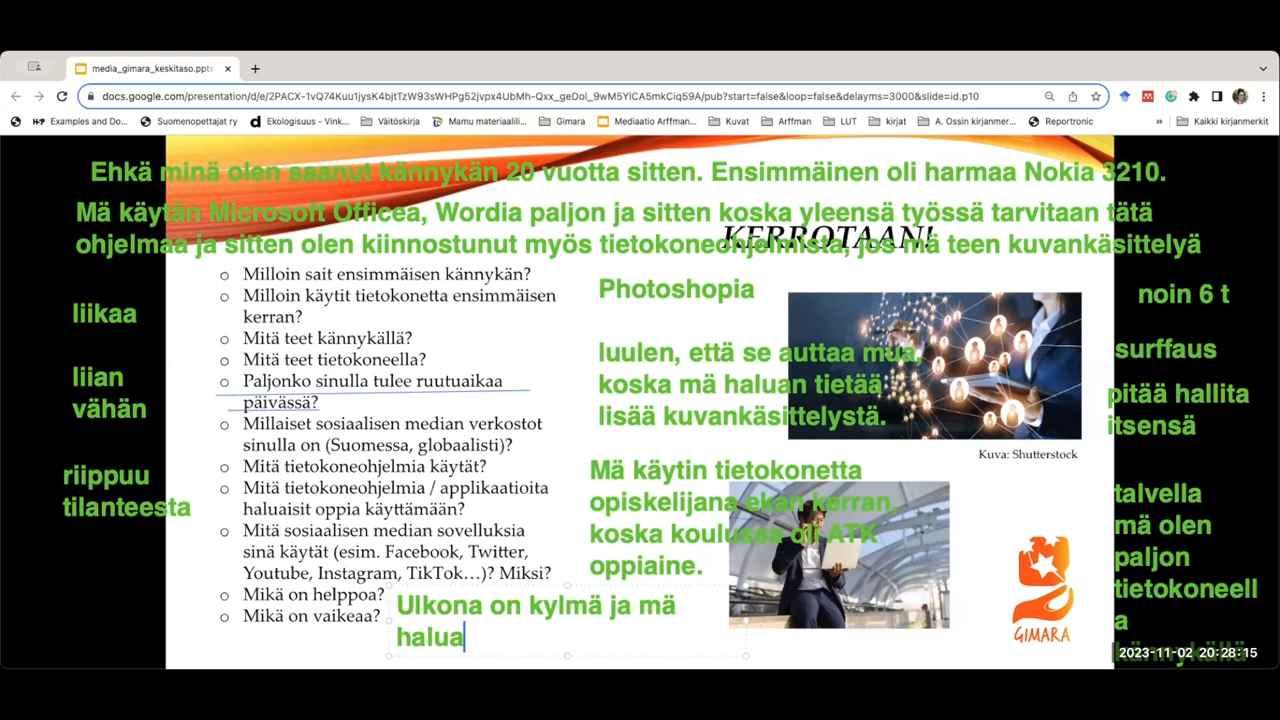 media_gimara_keskitaso.pptx
docs.google.com/presentation/d/e/2PACX-1vQ74Kuu1jysK4bjtTzW93sWHPg52jvpx4UbMh-Qxx_geDol_9wM5YlCA5mkCiq59A/pub?start=false&loop=false&delayms=3000&slide=id.p10
Examples and Do...
Suomenopettajat ry
Ekologisuus - Vink...
Väitöskirja
Mamu materiaalil...
Gimara
Mediaatio Arffman...
Kuvat
Arffman
LUT
kirjat
A. Ossin kirjanmer...
Reportronic
»
Kaikki kirjanmerkit
Ehkä minä olen saanut kännykän 20 vuotta sitten. Ensimmäinen oli harmaa Nokia 3210.
Mä käytän Microsoft Officea, Wordia paljon ja sitten koska yleensä työssä tarvitaan tätä
ohjelmaa ja sitten olen kiinnostunut myös tietokoneohjelmista, jos mä teen kuvankäsittelyä
KERROTAAN!
Photoshopia
luulen, että se auttaa mua,
koska mä haluan tietää
lisää kuvankäsittelystä.
Mä käytin tietokonetta
opiskelijana ekan kerran,
koska koulussa oli ATK
oppiaine.
liikaa
liian
vähän
riippuu
tilanteesta
o Milloin sait ensimmäisen kännykän?
o Milloin käytit tietokonetta ensimmäisen
kerran?
o Mitä teet kännykällä?
o Mitä teet tietokoneella?
o Paljonko sinulla tulee ruutuaikaa
päivässä?
o Millaiset sosiaalisen median verkostot
sinulla on (Suomessa, globaalisti)?
o Mitä tietokoneohjelmia käytät?
o Mitä tietokoneohjelmia / applikaatioita
haluaisit oppia käyttämään?
o Mitä sosiaalisen median sovelluksia
sinä käytät (esim. Facebook, Twitter,
Youtube, Instagram, TikTok...)? Miksi?
o Mikä on helppoa?
o Mikä on vaikeaa?
Ulkona on kylmä ja mä
halua
Kuva: Shutterstock
GIMARA
noin 6 t
surffaus
pitää hallita
itsensä
talvella
mä olen
paljon
tietokoneell
a
kännykällä
2023-11-02 20:28:15